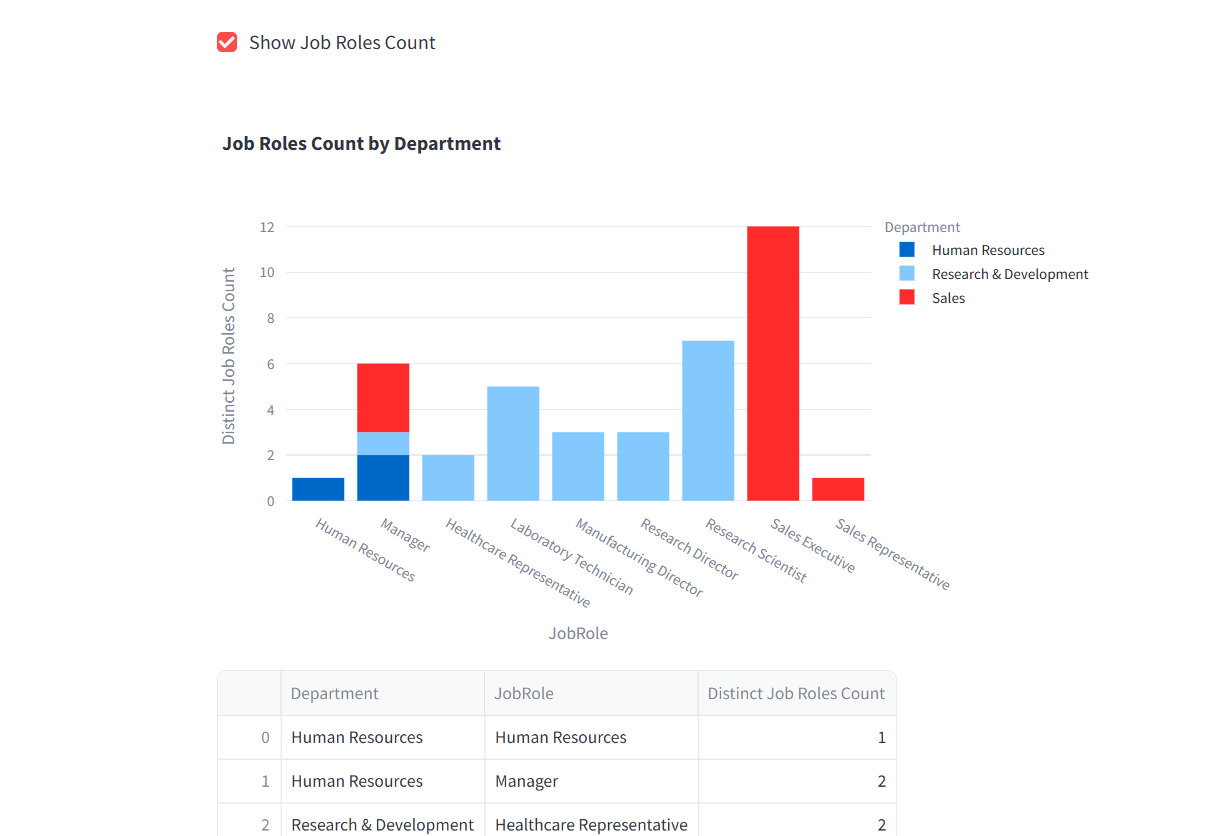 Show Job Roles Count
Job Roles Count by Department
12
10
8
6
4
2
0
Distinct Job Roles Count
Human Resources
Manager
Healthcare Representative
Laboratory Technician
Manufacturing Director
Research Director
Research Scientist
Sales Executive
Sales Representative
JobRole
Department
Human Resources
Research & Development
Sales
Department JobRole Distinct Job Roles Count
0 Human Resources Human Resources 1
1 Human Resources Manager 2
2 Research & Development Healthcare Representative 2